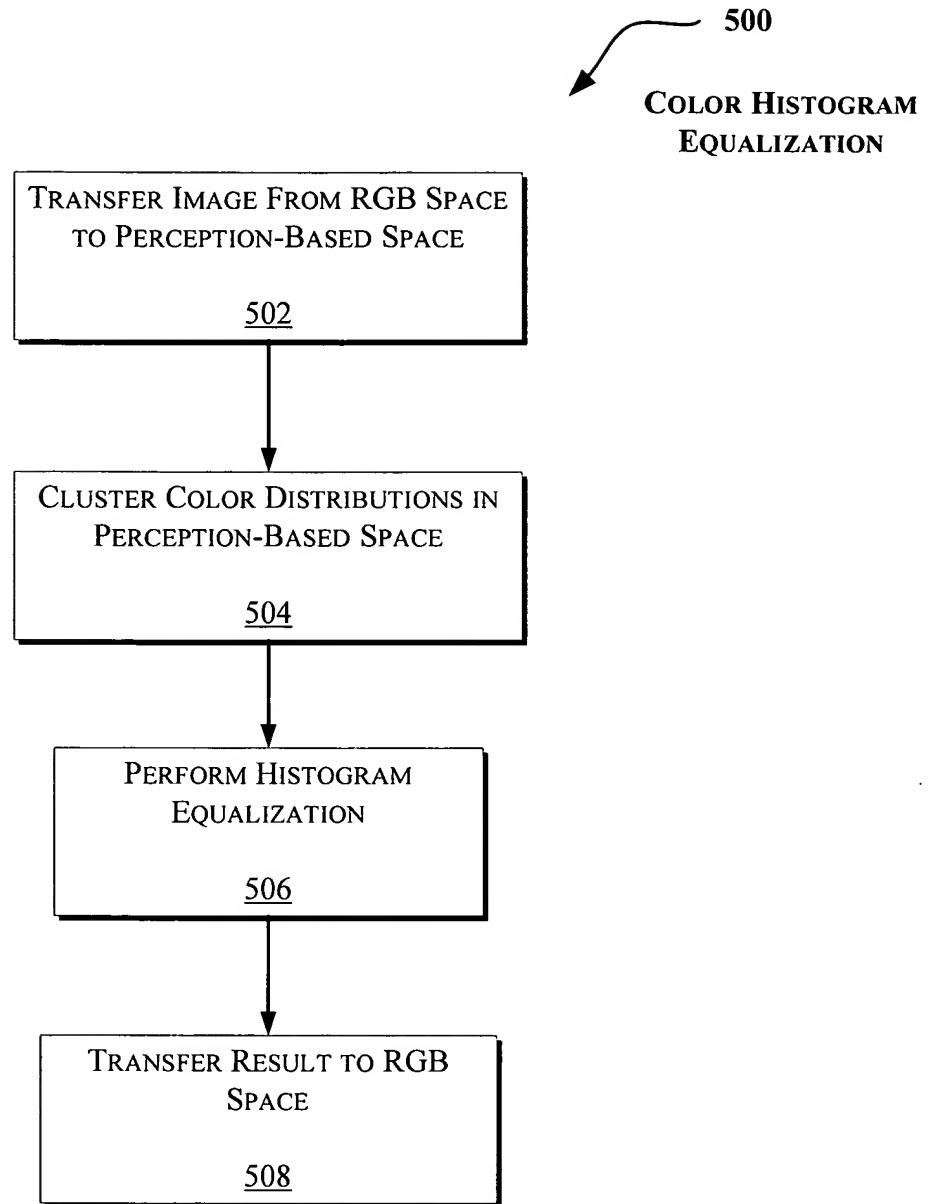 500
COLOR HISTOGRAM
EQUALIZATION
TRANSFER IMAGE FROM RGB SPACE
TO PERCEPTION-BASED SPACE
502
CLUSTER COLOR DISTRIBUTIONS IN
PERCEPTION-BASED SPACE
504
PERFORM HISTOGRAM
EQUALIZATION
506
TRANSFER RESULT TO RGB
SPACE
508